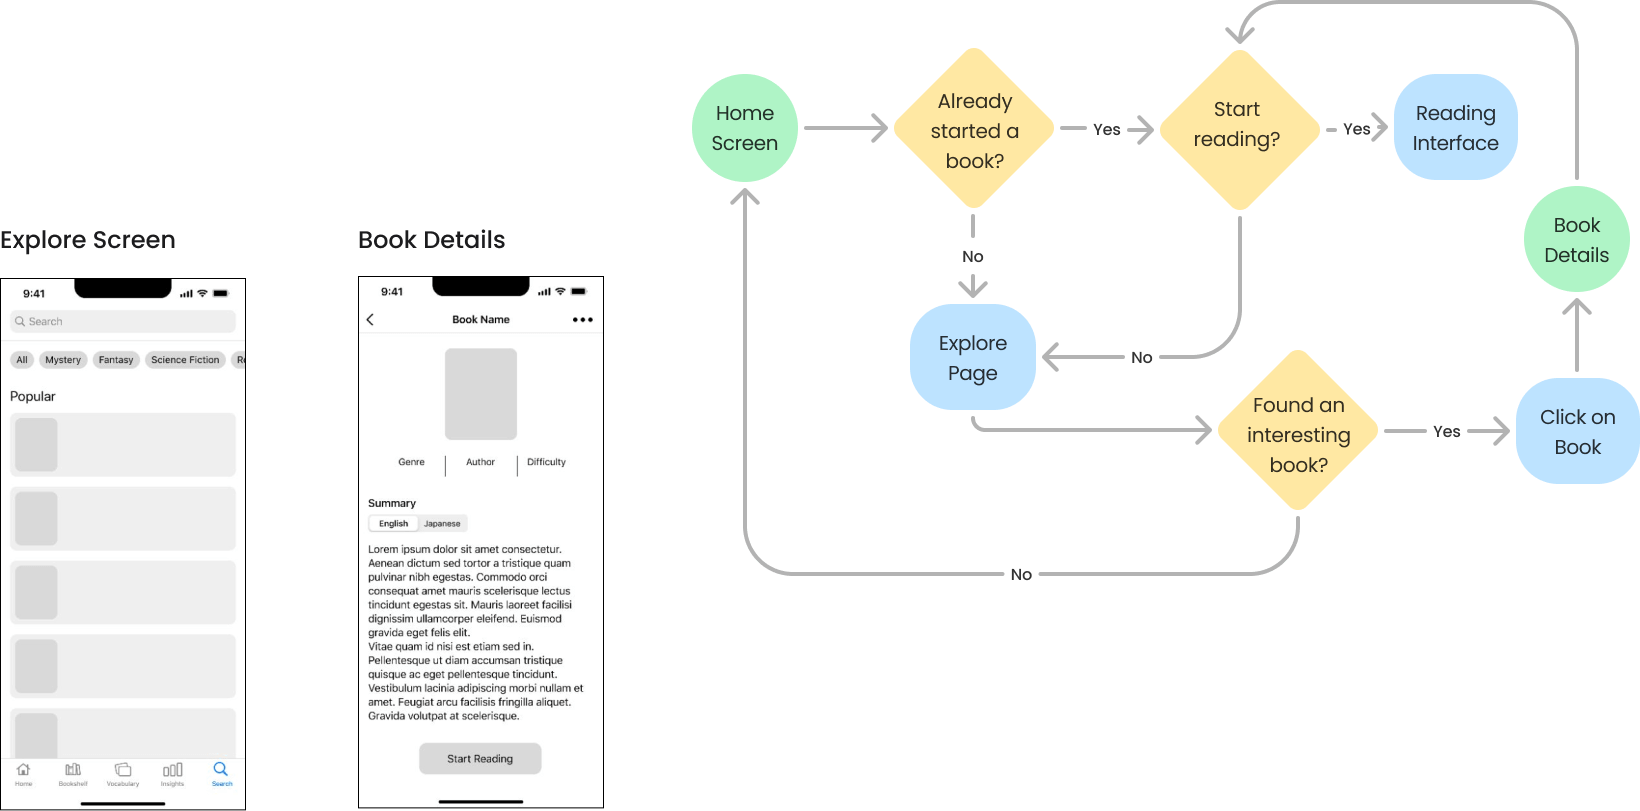 Explore Screen
9:41
Search
All
Mystery
Fantasy
Science Fiction
Popular
Home
Bookshelf
Vocabulary
Insights
Search
Book Details
9:41
Book Name
Genre
Author
Difficulty
Summary
English
Japanese
Lorem ipsum dolor sit amet consectetur.
Aenean dictum sed tortor a tristique quam
pulvinar nibh egestas. Commodo orci
consequat amet mauris scelerisque lectus
tincidunt egestas sit. Mauris laoreet facilisi
dignissim ullamcorper eleifend. Euismod
gravida eget felis elit.
Vitae quam id nisi est etiam sed in.
Pellentesque ut diam accumsan tristique
quisque ac eget pellentesque tincidunt.
Vestibulum lacinia adipiscing morbi nullam et
amet. Feugiat arcu facilisis fringilla aliquet.
Gravida volutpat at scelerisque.
Start Reading
Home
Screen
Already
started a
book?
Yes
Start
reading?
Yes
Reading
Interface
No
Explore
Page
No
Found an
interesting
book?
Yes
Click on
Book
Book
Details
No